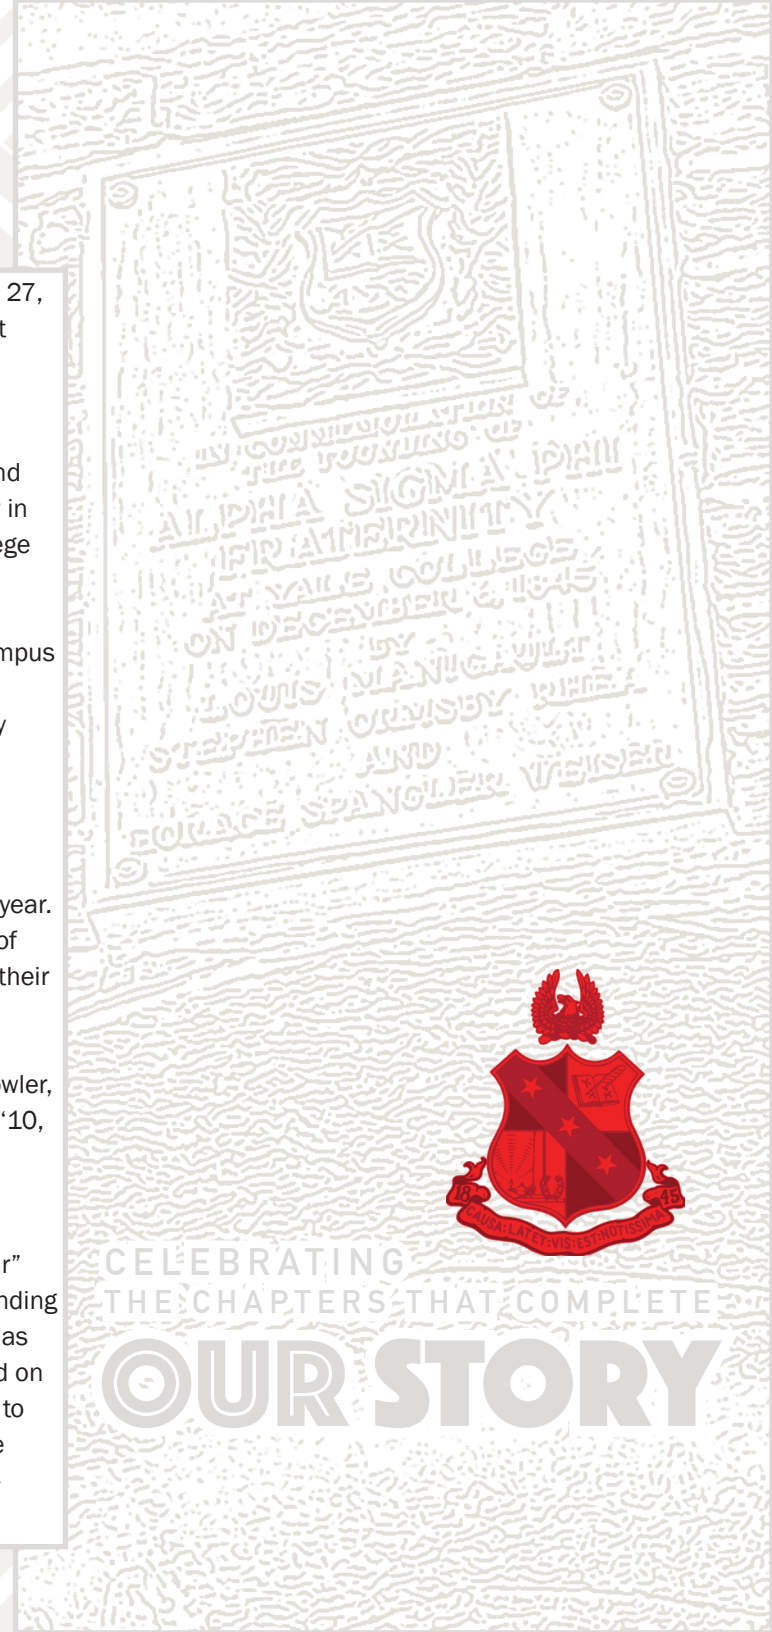 27,
t
nd
in
ege
mpus
y
year.
of
their
owler,
‘10,
r”
nding
as
d on
to
e
IN COMMEMORATION OF
THE FOUNDING OF
ALPHA SIGMA PHI
FRATERNITY
AT YALE COLLEGE
ON DECEMBER 6, 1845
BY
LOUIS MANIGAULT
STEPHEN ORMSBY RHEA
AND
HORACE SPANGLER WEISER
18 45
CAUSA:LATET:VIS:EST:NOTISSIMA
CELEBRATING
THE CHAPTERS THAT COMPLETE
OUR STORY